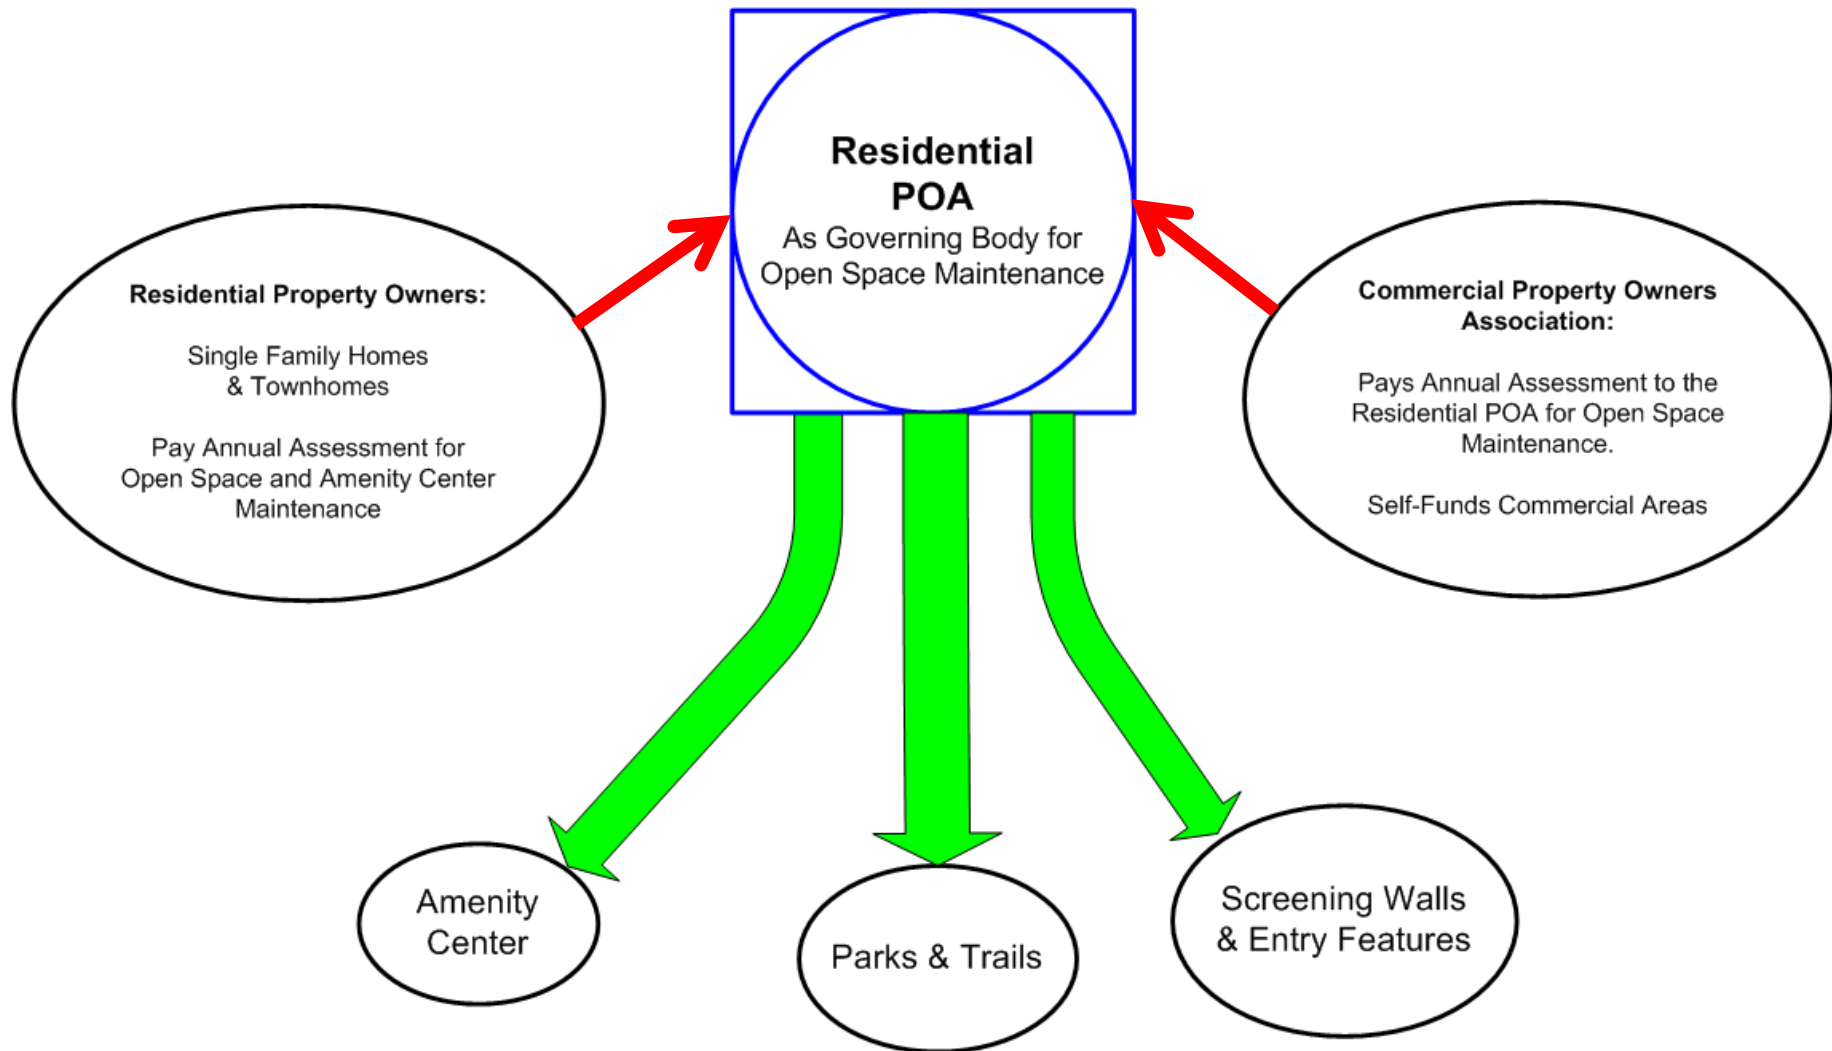 Residential
POA
As Governing Body for
Open Space Maintenance
Residential Property Owners:
Single Family Homes
& Townhomes
Pay Annual Assessment for
Open Space and Amenity Center
Maintenance
Commercial Property Owners
Association:
Pays Annual Assessment to the
Residential POA for Open Space
Maintenance.
Self-Funds Commercial Areas
Amenity
Center
Parks & Trails
Screening Walls
& Entry Features